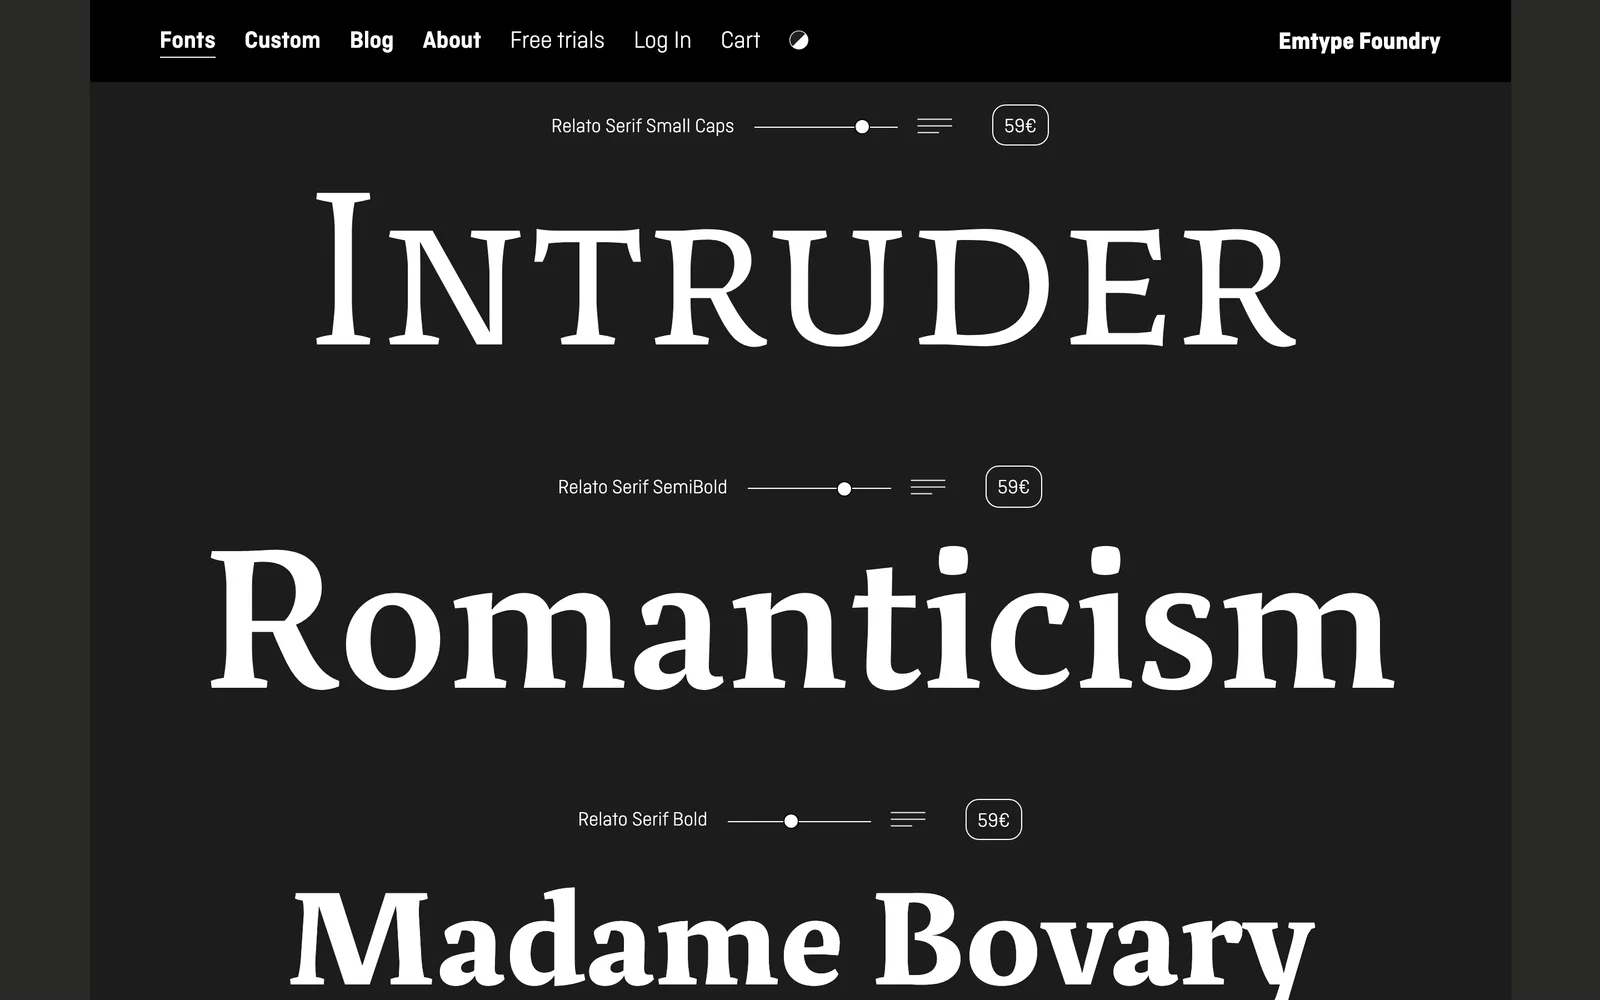 Fonts Custom Blog About Free trials Log In Cart Emtype Foundry
Relato Serif Small Caps 59€
Intruder
Relato Serif SemiBold 59€
Romanticism
Relato Serif Bold 59€
Madame Bovary